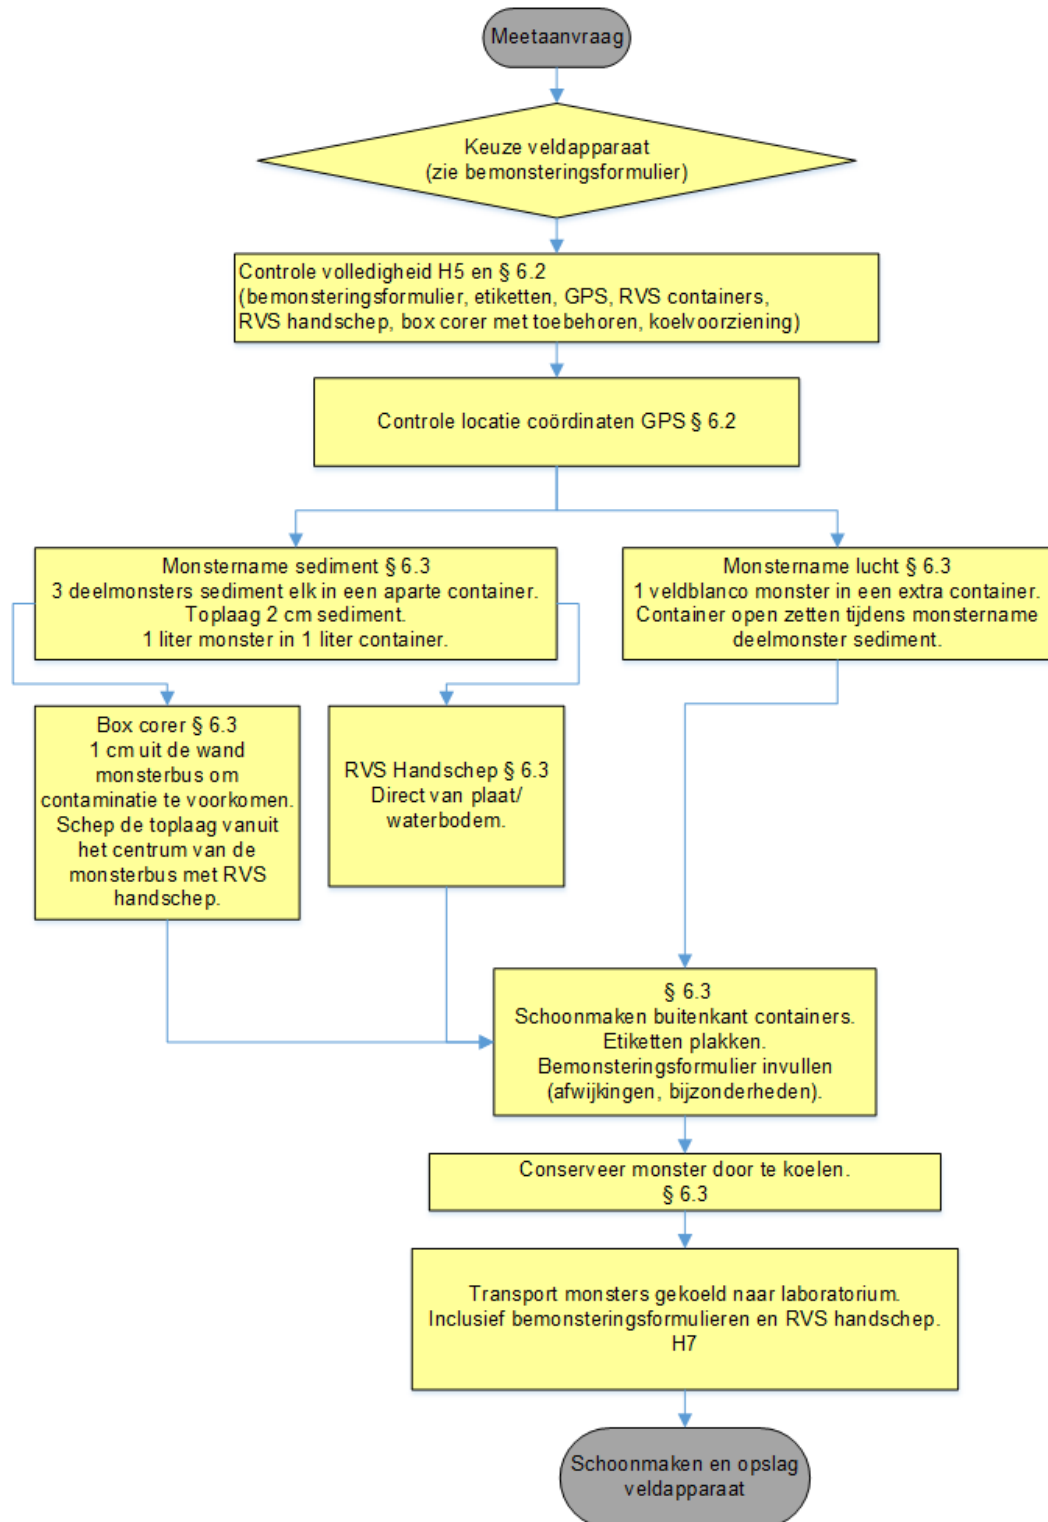 Meetaanvraag
Keuze veldapparaat
(zie bemonsteringsformulier)
Controle volledigheid H5 en § 6.2
(bemonsteringsformulier, etiketten, GPS, RVS containers,
RVS handschep, box corer met toebehoren, koelvoorziening)
Controle locatie coördinaten GPS § 6.2
Monstername sediment § 6.3
3 deelmonsters sediment elk in een aparte container.
Toplaag 2 cm sediment.
1 liter monster in 1 liter container.
Monstername lucht § 6.3
1 veldblanco monster in een extra container.
Container open zetten tijdens monstername
deelmonster sediment.
Box corer § 6.3
1 cm uit de wand
monsterbus om
contaminatie te voorkomen.
Schep de toplaag vanuit
het centrum van de
monsterbus met RVS
handschep.
RVS Handschep § 6.3
Direct van plaat/
waterbodem.
§ 6.3
Schoonmaken buitenkant containers.
Etiketten plakken.
Bemonsteringsformulier invullen
(afwijkingen, bijzonderheden).
Conserveer monster door te koelen.
§ 6.3
Transport monsters gekoeld naar laboratorium.
Inclusief bemonsteringsformulieren en RVS handschep.
H7
Schoonmaken en opslag
veldapparaat